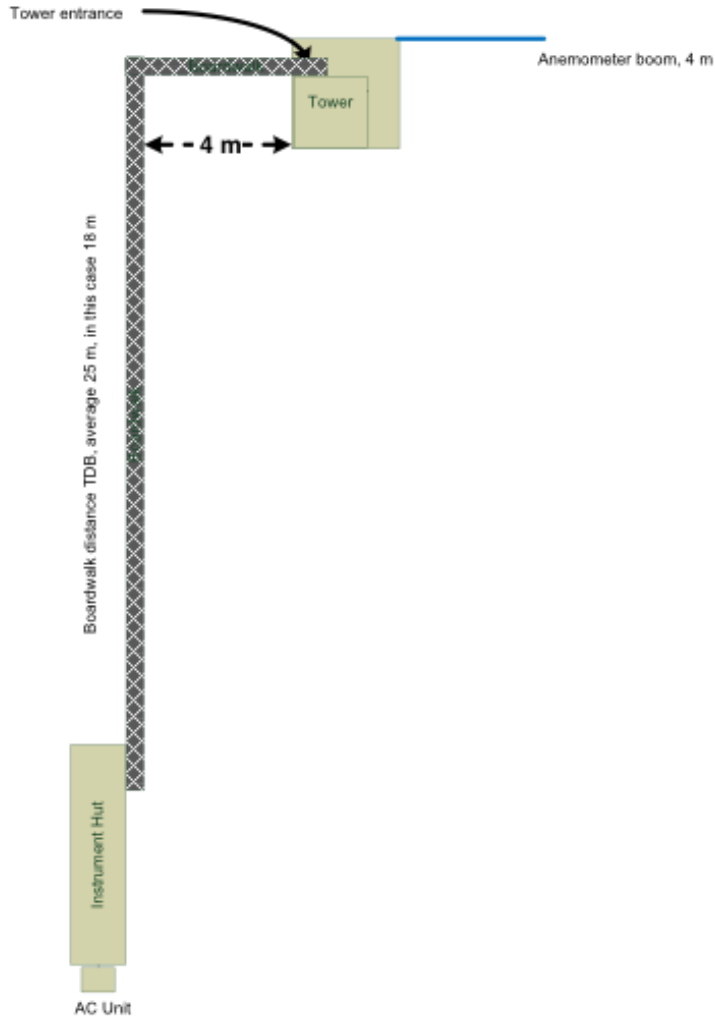 Tower entrance
Anemometer boom, 4 m
Tower
4 m
Boardwalk distance TDB, average 25 m, in this case 18 m
Instrument Hut
AC Unit